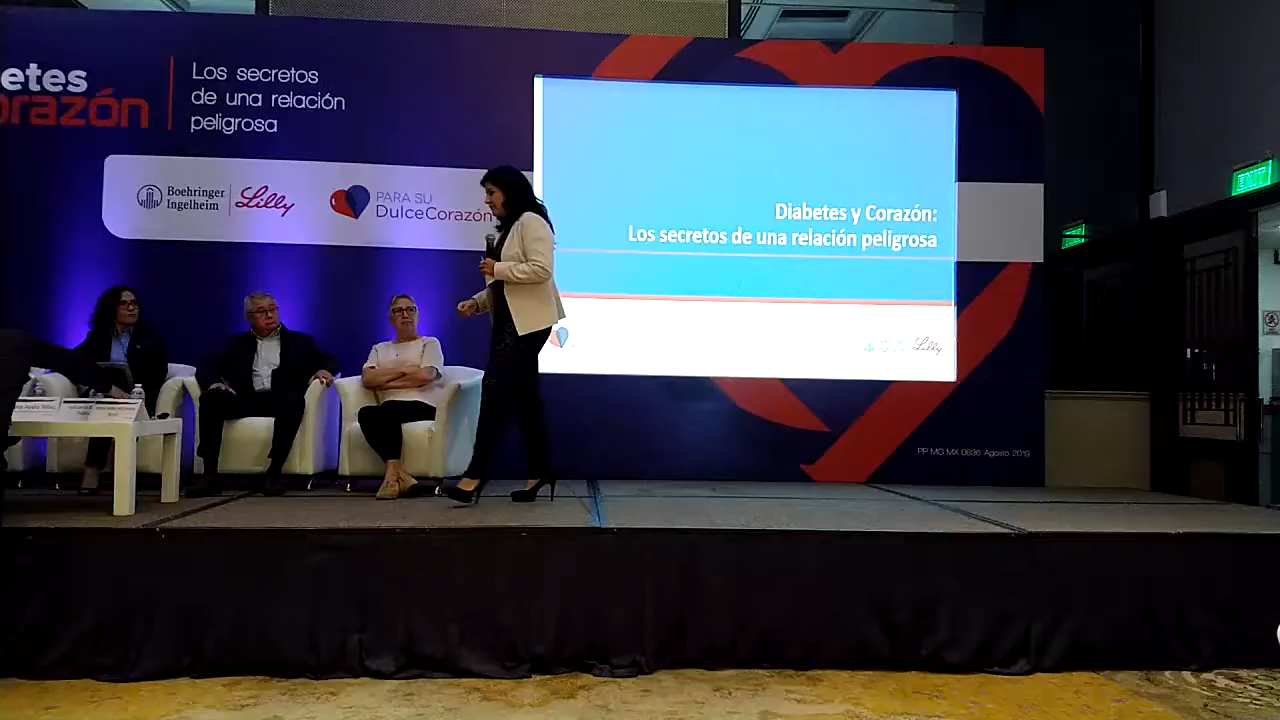 etes
orazón
Los secretos
de una relación
peligrosa
Boehringer
Ingelheim
Lilly
PARA SU
DulceCorazón
Diabetes y Corazón:
Los secretos de una relación peligrosa
Lilly
PP MG MX 0636 Agosto 2019
EXIT